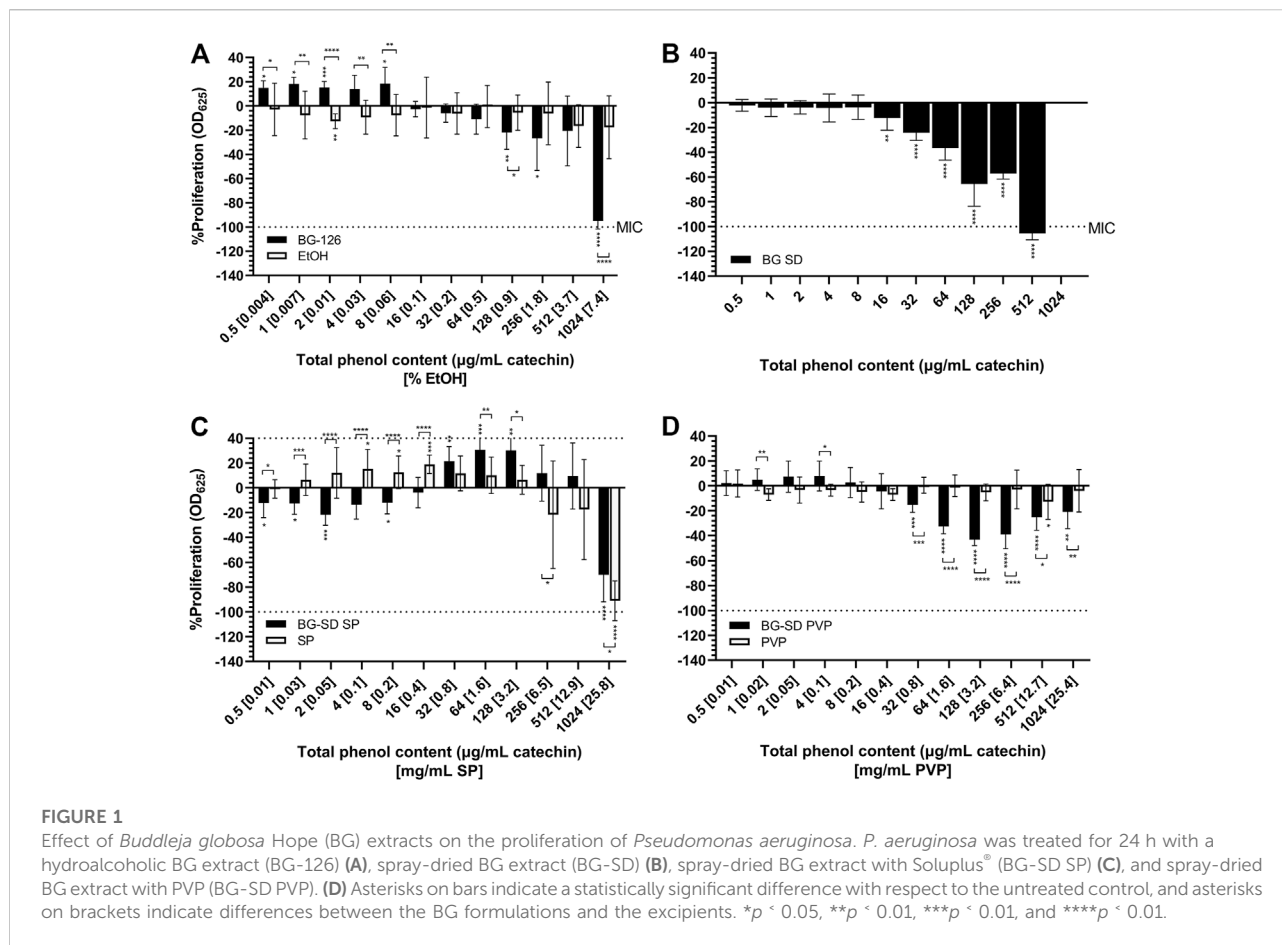 A
%Proliferation (OD625)
40
20
0
-20
-40
-60
-80
-100
-120
-140
* * * ** *** **** ** * **
** ** * * **** ****
MIC
BG-126
EtOH
0.5 [0.004]
1 [0.007]
2 [0.01]
4 [0.03]
8 [0.06]
16 [0.1]
32 [0.2]
64 [0.5]
128 [0.9]
256 [1.8]
512 [3.7]
1024 [7.4]
Total phenol content (µg/mL catechin)
[% EtOH]
B
40
20
0
-20
-40
-60
-80
-100
-120
-140
** **** **** **** **** ****
MIC
BG SD
0.5
1
2
4
8
16
32
64
128
256
512
1024
Total phenol content (µg/mL catechin)
C
%Proliferation (OD625)
40
20
0
-20
-40
-60
-80
-100
-120
-140
BG-SD SP
SP
0.5 [0.01]
1 [0.03]
2 [0.05]
4 [0.1]
8 [0.2]
16 [0.4]
32 [0.8]
64 [1.6]
128 [3.2]
256 [6.5]
512 [12.9]
1024 [25.8]
Total phenol content (µg/mL catechin)
[mg/mL SP]
D
40
20
0
-20
-40
-60
-80
-100
-120
-140
** *
BG-SD PVP
PVP
0.5 [0.01]
1 [0.02]
2 [0.05]
4 [0.1]
8 [0.2]
16 [0.4]
32 [0.8]
64 [1.6]
128 [3.2]
256 [6.4]
512 [12.7]
1024 [25.4]
Total phenol content (µg/mL catechin)
[mg/mL PVP]
FIGURE 1
Effect of Buddleja globosa Hope (BG) extracts on the proliferation of Pseudomonas aeruginosa. P. aeruginosa was treated for 24 h with a
hydroalcoholic BG extract (BG-126) (A), spray-dried BG extract (BG-SD) (B), spray-dried BG extract with Soluplus® (BG-SD SP) (C), and spray-dried
BG extract with PVP (BG-SD PVP). (D) Asterisks on bars indicate a statistically significant difference with respect to the untreated control, and asterisks
on brackets indicate differences between the BG formulations and the excipients. *p < 0.05, **p < 0.01, ***p < 0.01, and ****p < 0.01.